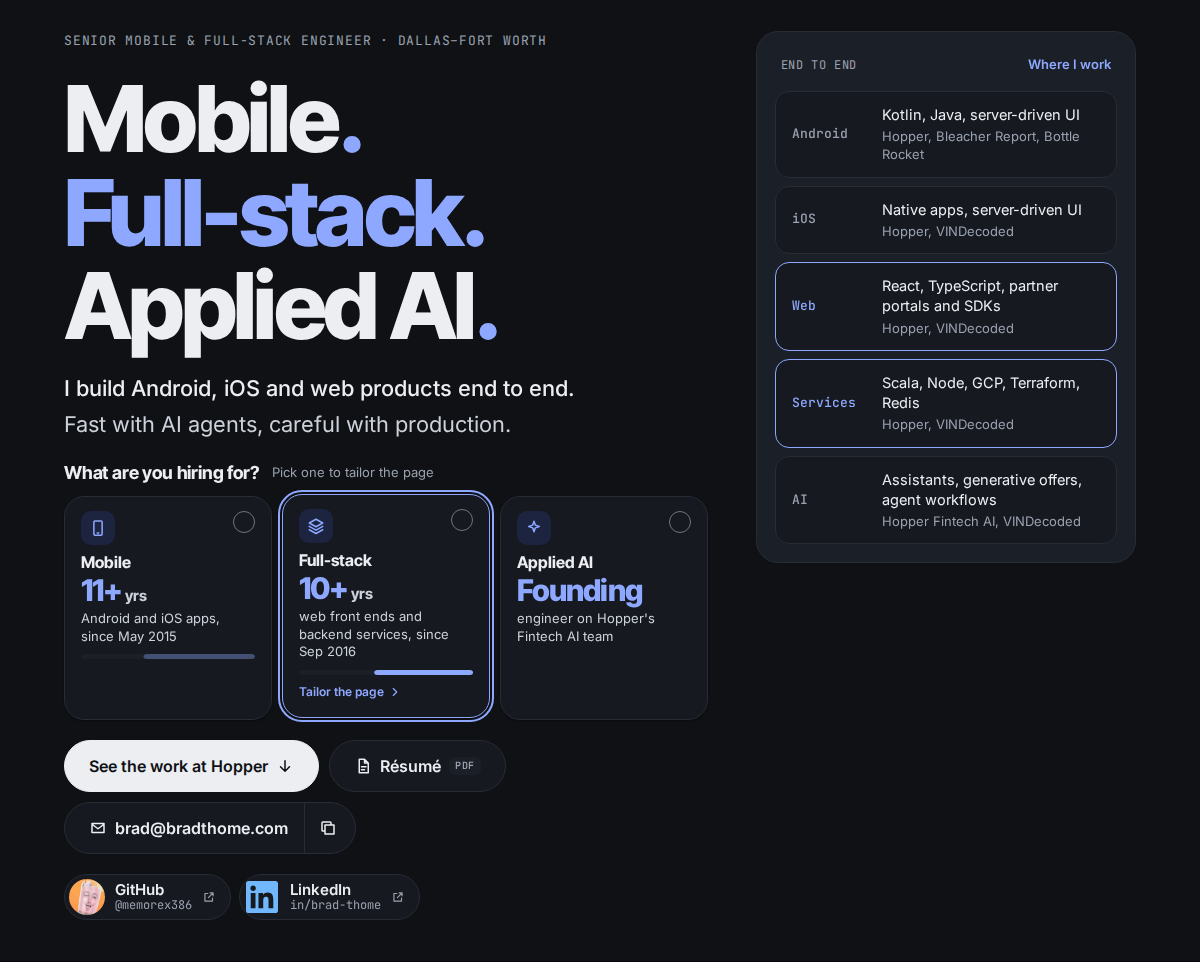 SENIOR MOBILE & FULL-STACK ENGINEER · DALLAS–FORT WORTH
Mobile.
Full-stack.
Applied AI.
I build Android, iOS and web products end to end.
Fast with AI agents, careful with production.
What are you hiring for? Pick one to tailor the page
Mobile
11+ yrs
Android and iOS apps,
since May 2015
Full-stack
10+ yrs
web front ends and
backend services, since
Sep 2016
Tailor the page
Applied AI
Founding
engineer on Hopper's
Fintech AI team
See the work at Hopper
Résumé PDF
brad@bradthome.com
GitHub
@memorex386
LinkedIn
in/brad-thome
END TO END
Where I work
Android
Kotlin, Java, server-driven UI
Hopper, Bleacher Report, Bottle
Rocket
iOS
Native apps, server-driven UI
Hopper, VINDecoded
Web
React, TypeScript, partner
portals and SDKs
Hopper, VINDecoded
Services
Scala, Node, GCP, Terraform,
Redis
Hopper, VINDecoded
AI
Assistants, generative offers,
agent workflows
Hopper Fintech AI, VINDecoded